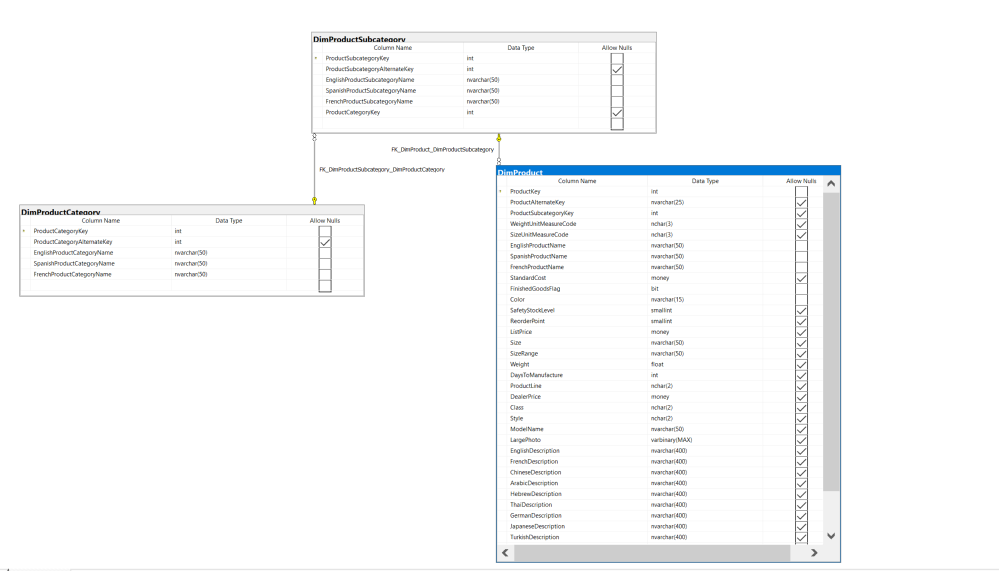 DimProductSubcategory
Column Name Data Type Allow Nulls
ProductSubcategoryKey int
ProductSubcategoryAlternateKey int
EnglishProductSubcategoryName nvarchar(50)
SpanishProductSubcategoryName nvarchar(50)
FrenchProductSubcategoryName nvarchar(50)
ProductCategoryKey int
FK_DimProduct_DimProductSubcategory
FK_DimProductSubcategory_DimProductCategory
DimProductCategory
Column Name Data Type Allow Nulls
ProductCategoryKey int
ProductCategoryAlternateKey int
EnglishProductCategoryName nvarchar(50)
SpanishProductCategoryName nvarchar(50)
FrenchProductCategoryName nvarchar(50)
DimProduct
Column Name Data Type Allow Nulls
ProductKey int
ProductAlternateKey nvarchar(25)
ProductSubcategoryKey int
WeightUnitMeasureCode nchar(3)
SizeUnitMeasureCode nchar(3)
EnglishProductName nvarchar(50)
SpanishProductName nvarchar(50)
FrenchProductName nvarchar(50)
StandardCost money
FinishedGoodsFlag bit
Color nvarchar(15)
SafetyStockLevel smallint
ReorderPoint smallint
ListPrice money
Size nvarchar(50)
SizeRange nvarchar(50)
Weight float
DaysToManufacture int
ProductLine nchar(2)
DealerPrice money
Class nchar(2)
Style nchar(2)
ModelName nvarchar(50)
LargePhoto varbinary(MAX)
EnglishDescription nvarchar(400)
FrenchDescription nvarchar(400)
ChineseDescription nvarchar(400)
ArabicDescription nvarchar(400)
HebrewDescription nvarchar(400)
ThaiDescription nvarchar(400)
GermanDescription nvarchar(400)
JapaneseDescription nvarchar(400)
TurkishDescription nvarchar(400)